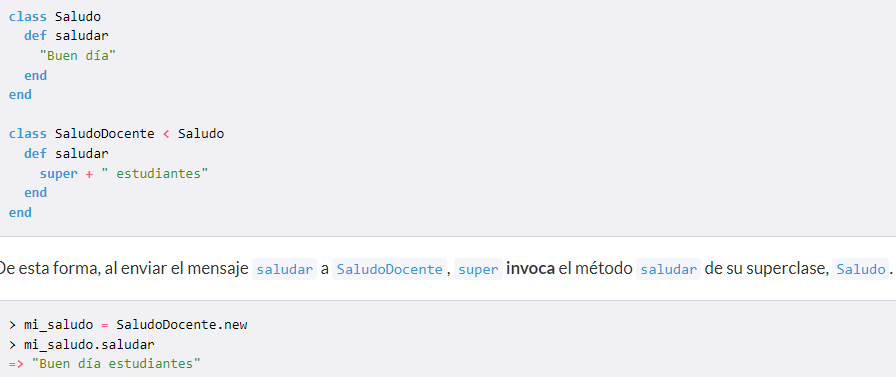 class Saludo
  def saludar
    "Buen día"
  end
end
class SaludoDocente < Saludo
  def saludar
    super + " estudiantes"
  end
end
De esta forma, al enviar el mensaje saludar a SaludoDocente, super invoca el método saludar de su superclase, Saludo.
> mi_saludo = SaludoDocente.new
> mi_saludo.saludar
=> "Buen día estudiantes"